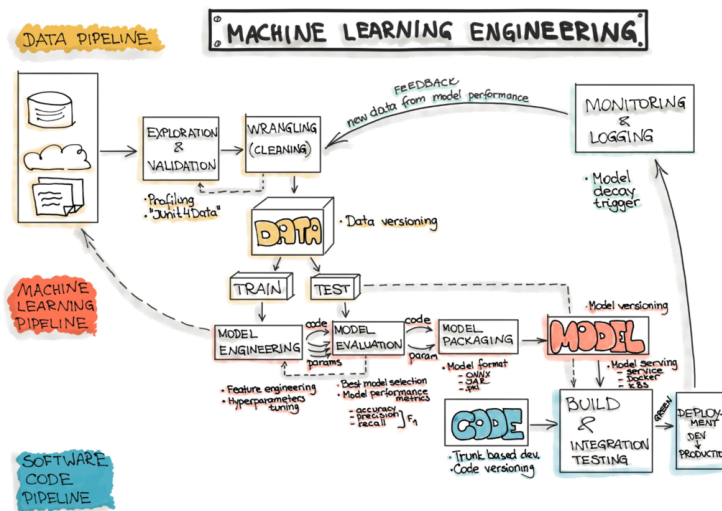 DATA PIPELINE
MACHINE LEARNING ENGINEERING
FEEDBACK
new data from model performance
MONITORING
&
LOGGING
EXPLORATION
&
VALIDATION
WRANGLING
(CLEANING)
• Profiling
• "JUnit4Data"
• Model
decay
trigger
DATA
• Data versioning
TRAIN
TEST
MACHINE
LEARNING
PIPELINE
MODEL
ENGINEERING
code
params
MODEL
EVALUATION
code
param
MODEL
PACKAGING
• Model versioning
MODEL
• Feature engineering
• Hyperparameters
tuning
• Best model selection
• Model performance
metrics
- accuracy
- precision
- recall
F1
• Model format
- ONNX
- JAR
- .pkl
• Model serving
- service
- Docker
- K8S
CODE
• Trunk based dev.
• Code versioning
BUILD
&
INTEGRATION
TESTING
GREEN
DEPLOY-
MENT
DEV
PRODUCTIO
SOFTWARE
CODE
PIPELINE